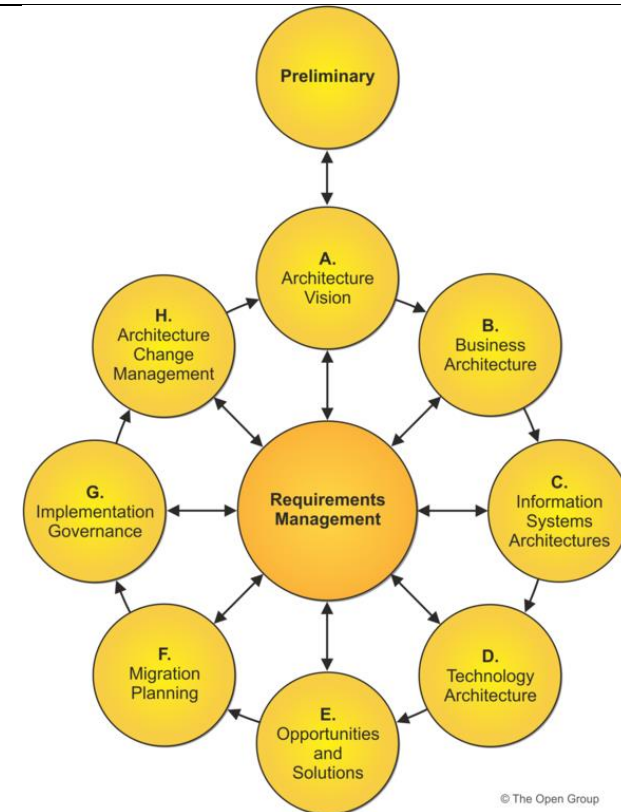 Preliminary
A.
Architecture
Vision
H.
Architecture
Change
Management
B.
Business
Architecture
G.
Implementation
Governance
Requirements
Management
C.
Information
Systems
Architectures
F.
Migration
Planning
D.
Technology
Architecture
E.
Opportunities
and
Solutions
© The Open Group